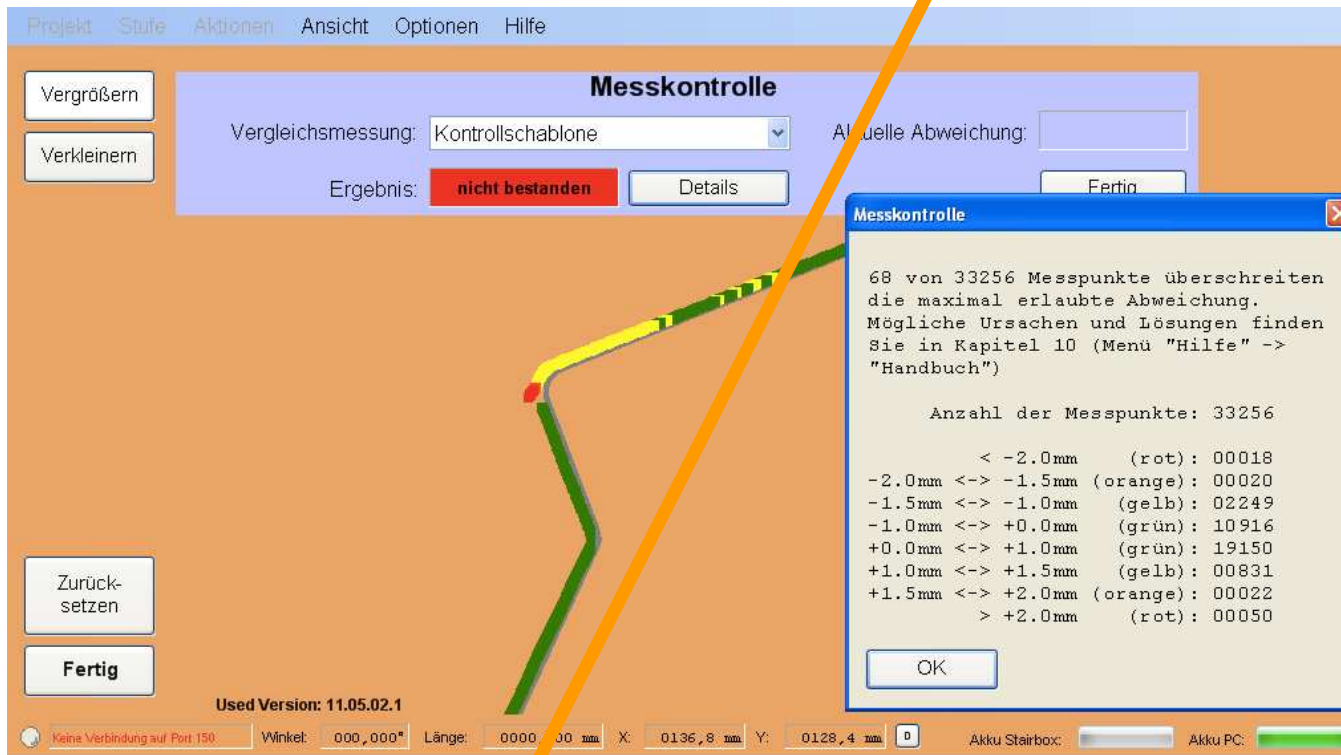 Projekt Stufe Aktionen Ansicht Optionen Hilfe
Vergrößern
Verkleinern
Messkontrolle
Vergleichsmessung: Kontrollschablone
Aktuelle Abweichung:
Ergebnis: nicht bestanden Details
Fertig
Messkontrolle
68 von 33256 Messpunkte überschreiten
die maximal erlaubte Abweichung.
Mögliche Ursachen und Lösungen finden
Sie in Kapitel 10 (Menü "Hilfe" ->
"Handbuch")
Anzahl der Messpunkte: 33256
< -2.0mm (rot): 00018
-2.0mm <-> -1.5mm (orange): 00020
-1.5mm <-> -1.0mm (gelb): 02249
-1.0mm <-> +0.0mm (grün): 10916
+0.0mm <-> +1.0mm (grün): 19150
+1.0mm <-> +1.5mm (gelb): 00831
+1.5mm <-> +2.0mm (orange): 00022
> +2.0mm (rot): 00050
OK
Zurück-
setzen
Fertig
Used Version: 11.05.02.1
Keine Verbindung auf Port 150 Winkel: 000,000° Länge: 0000,00 mm X: 0136,8 mm Y: 0128,4 mm D Akku Stairbox: Akku PC: